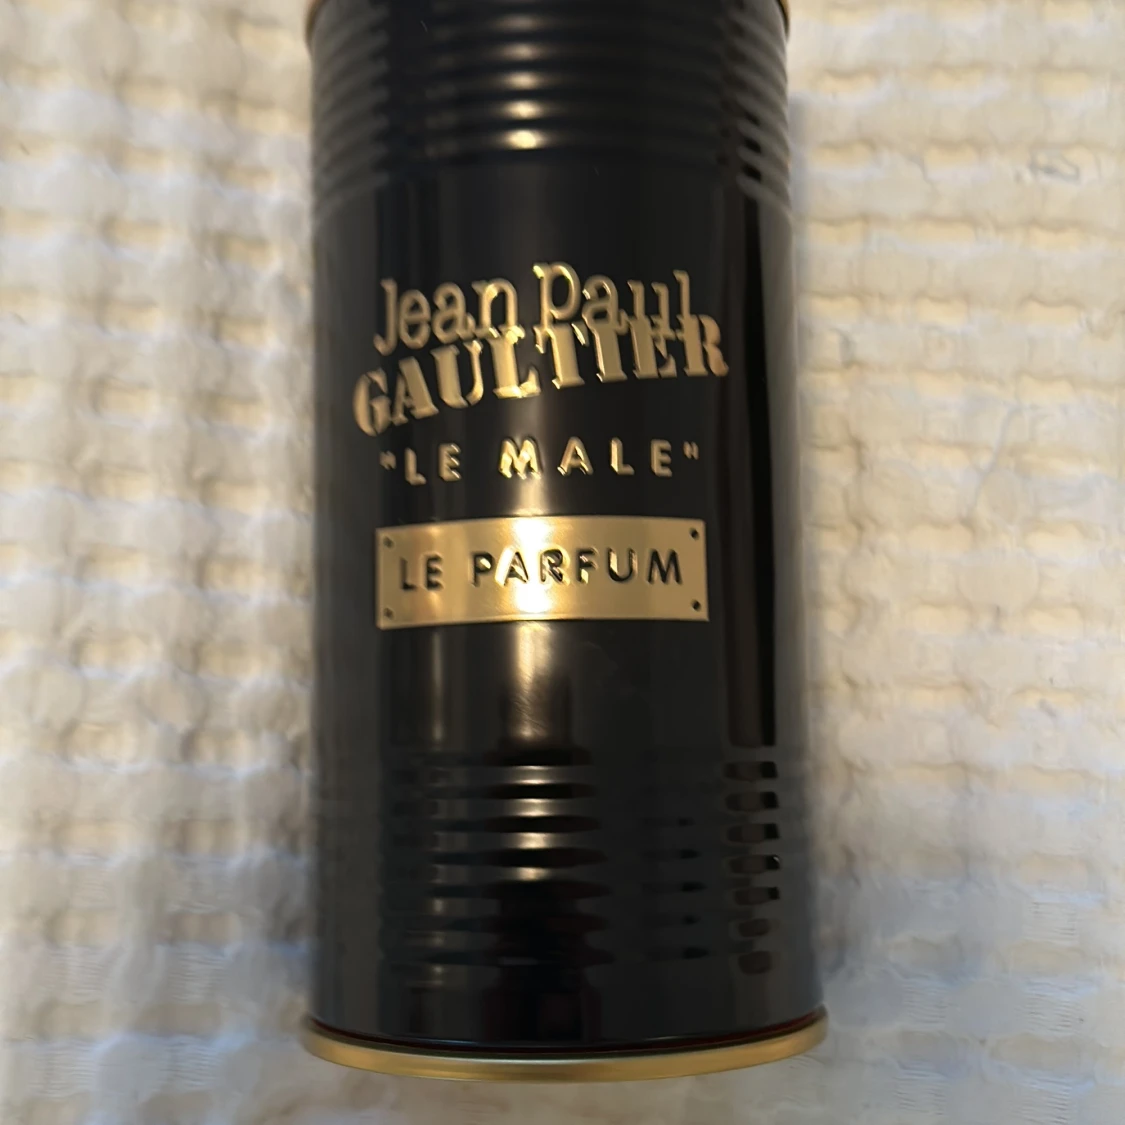 Jean Paul
GAULTIER
"LE MALE"
LE PARFUM